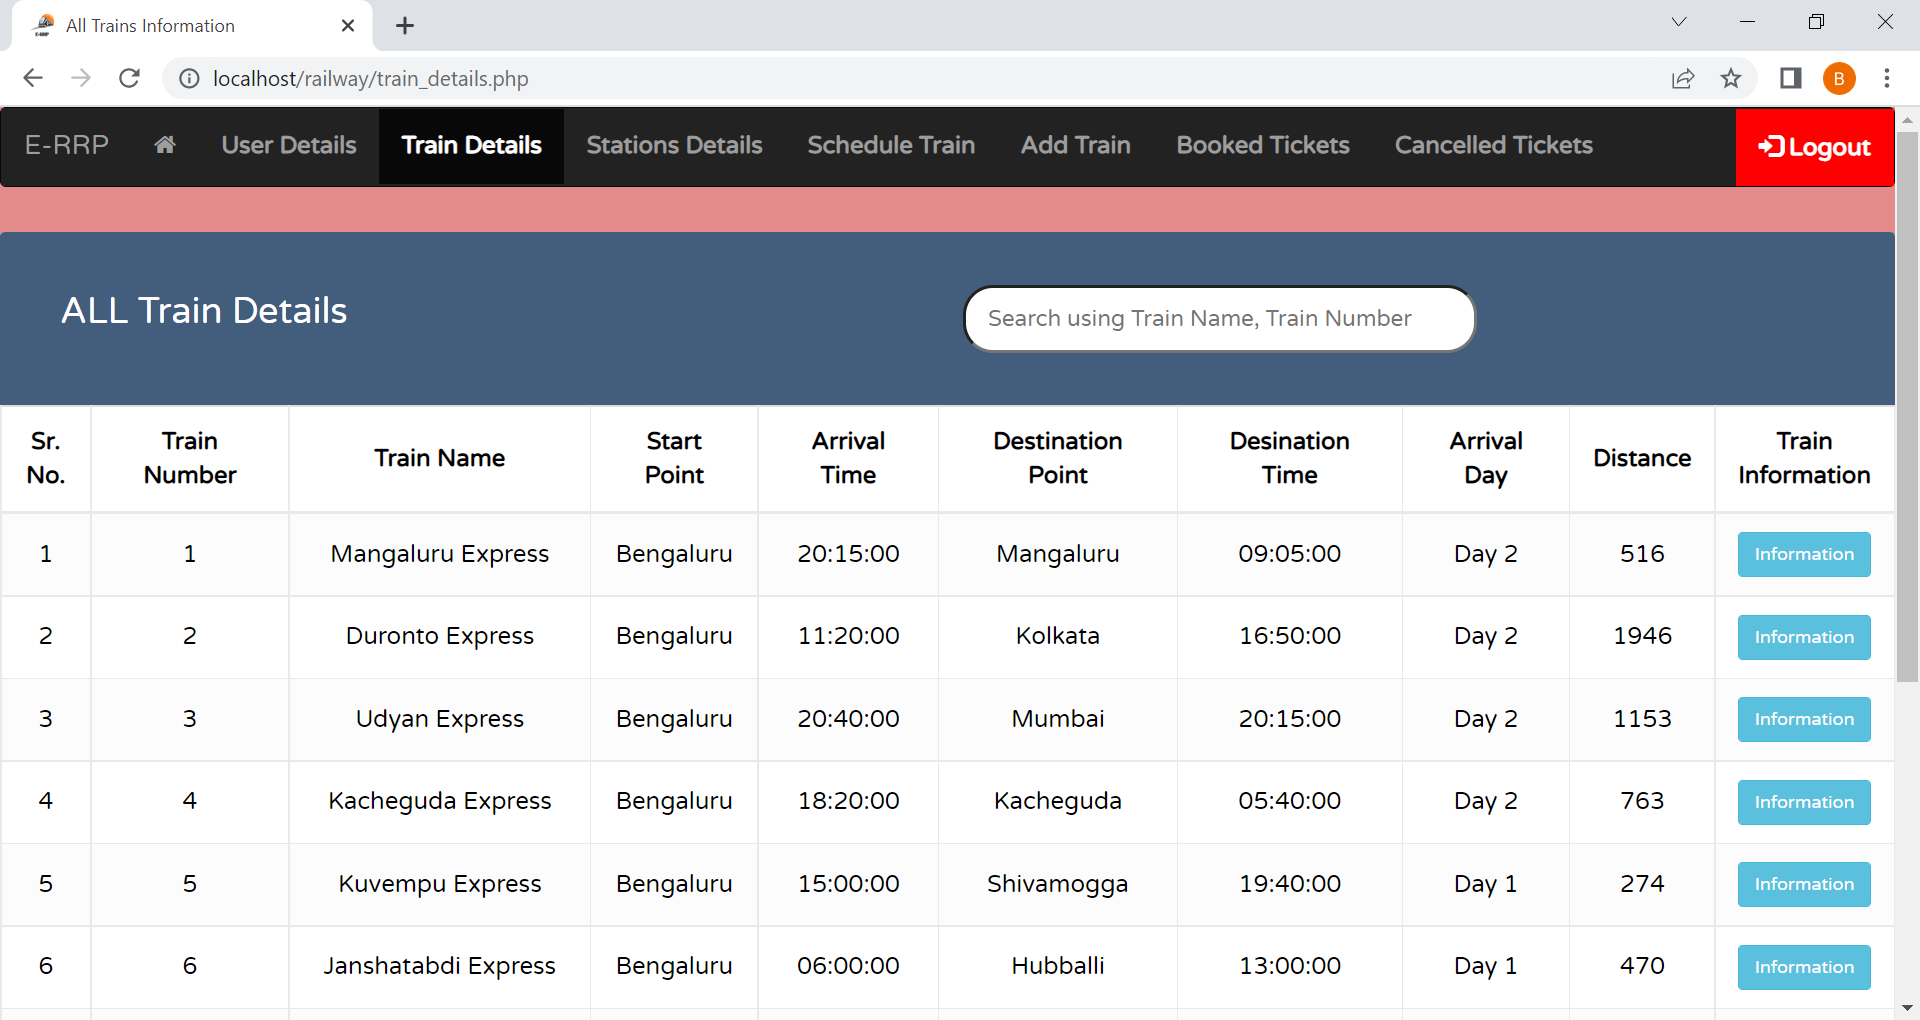 All Trains Information
localhost/railway/train_details.php
B
E-RRP User Details Train Details Stations Details Schedule Train Add Train Booked Tickets Cancelled Tickets Logout
ALL Train Details
Search using Train Name, Train Number
Sr. No. Train Number Train Name Start Point Arrival Time Destination Point Desination Time Arrival Day Distance Train Information
1 1 Mangaluru Express Bengaluru 20:15:00 Mangaluru 09:05:00 Day 2 516 Information
2 2 Duronto Express Bengaluru 11:20:00 Kolkata 16:50:00 Day 2 1946 Information
3 3 Udyan Express Bengaluru 20:40:00 Mumbai 20:15:00 Day 2 1153 Information
4 4 Kacheguda Express Bengaluru 18:20:00 Kacheguda 05:40:00 Day 2 763 Information
5 5 Kuvempu Express Bengaluru 15:00:00 Shivamogga 19:40:00 Day 1 274 Information
6 6 Janshatabdi Express Bengaluru 06:00:00 Hubballi 13:00:00 Day 1 470 Information